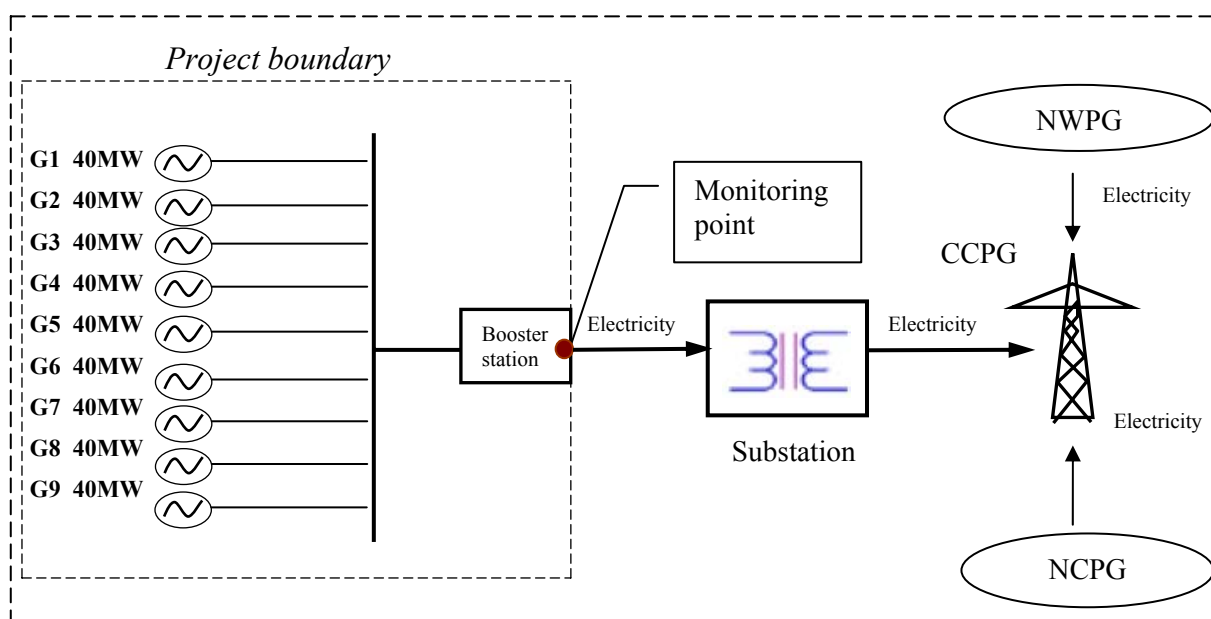 Project boundary
G1 40MW
G2 40MW
G3 40MW
G4 40MW
G5 40MW
G6 40MW
G7 40MW
G8 40MW
G9 40MW
Booster
station
Monitoring
point
Electricity
Substation
Electricity
NWPG
Electricity
CCPG
Electricity
NCPG